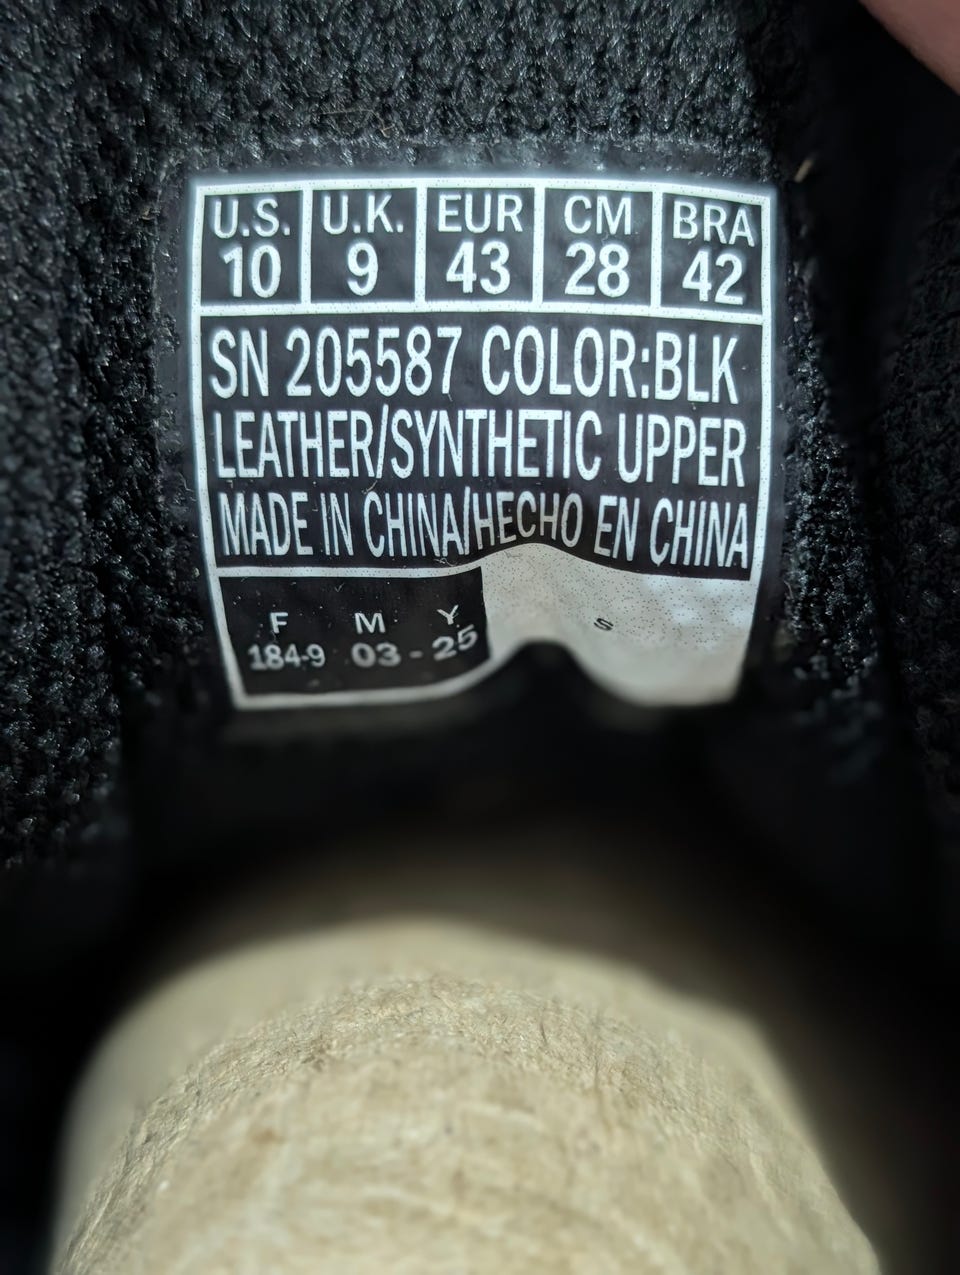 U.S. U.K. EUR CM BRA
10 9 43 28 42
SN 205587 COLOR:BLK
LEATHER/SYNTHETIC UPPER
MADE IN CHINA/HECHO EN CHINA
F M Y S
184-9 03 - 25